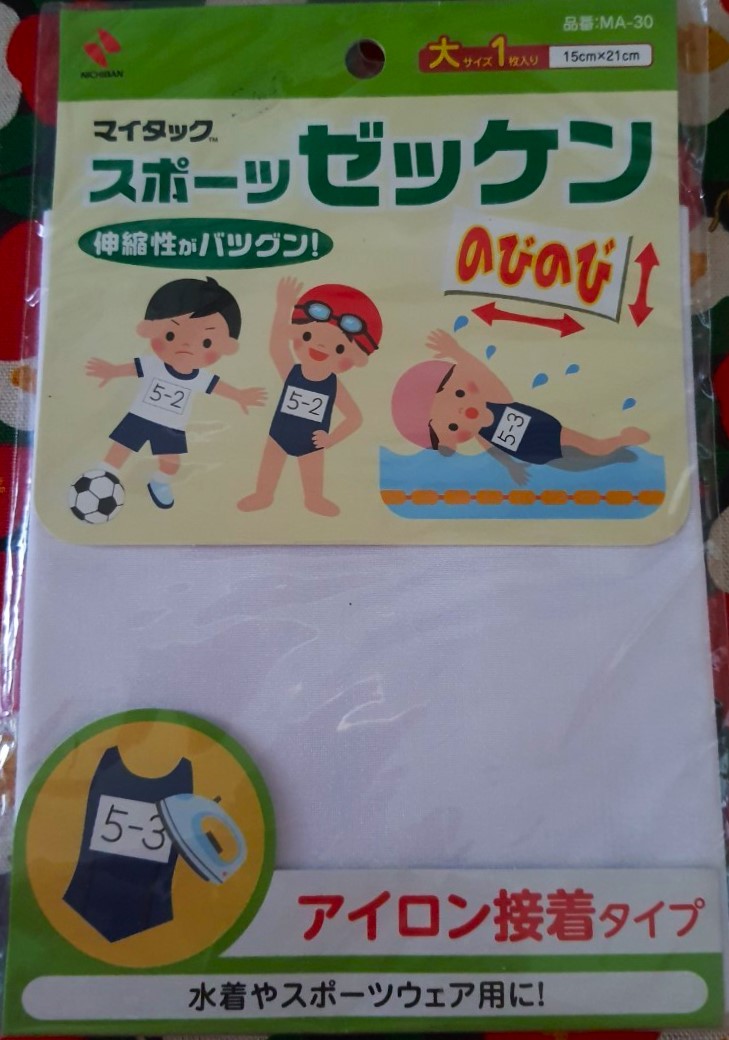 品番:MA-30
NICHIBAN
大サイズ1枚入り 15cm×21cm
マイタック™
スポーツゼッケン
伸縮性がバツグン!
のびのび
5-2
5-2
5-3
5-3
アイロン接着タイプ
水着やスポーツウェア用に!